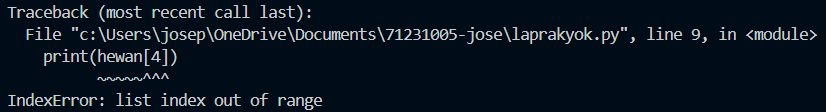 Traceback (most recent call last):
  File "c:\Users\josep\OneDrive\Documents\71231005-jose\laprakyok.py", line 9, in <module>
    print(hewan[4])
          ~~~~~^^^
IndexError: list index out of range